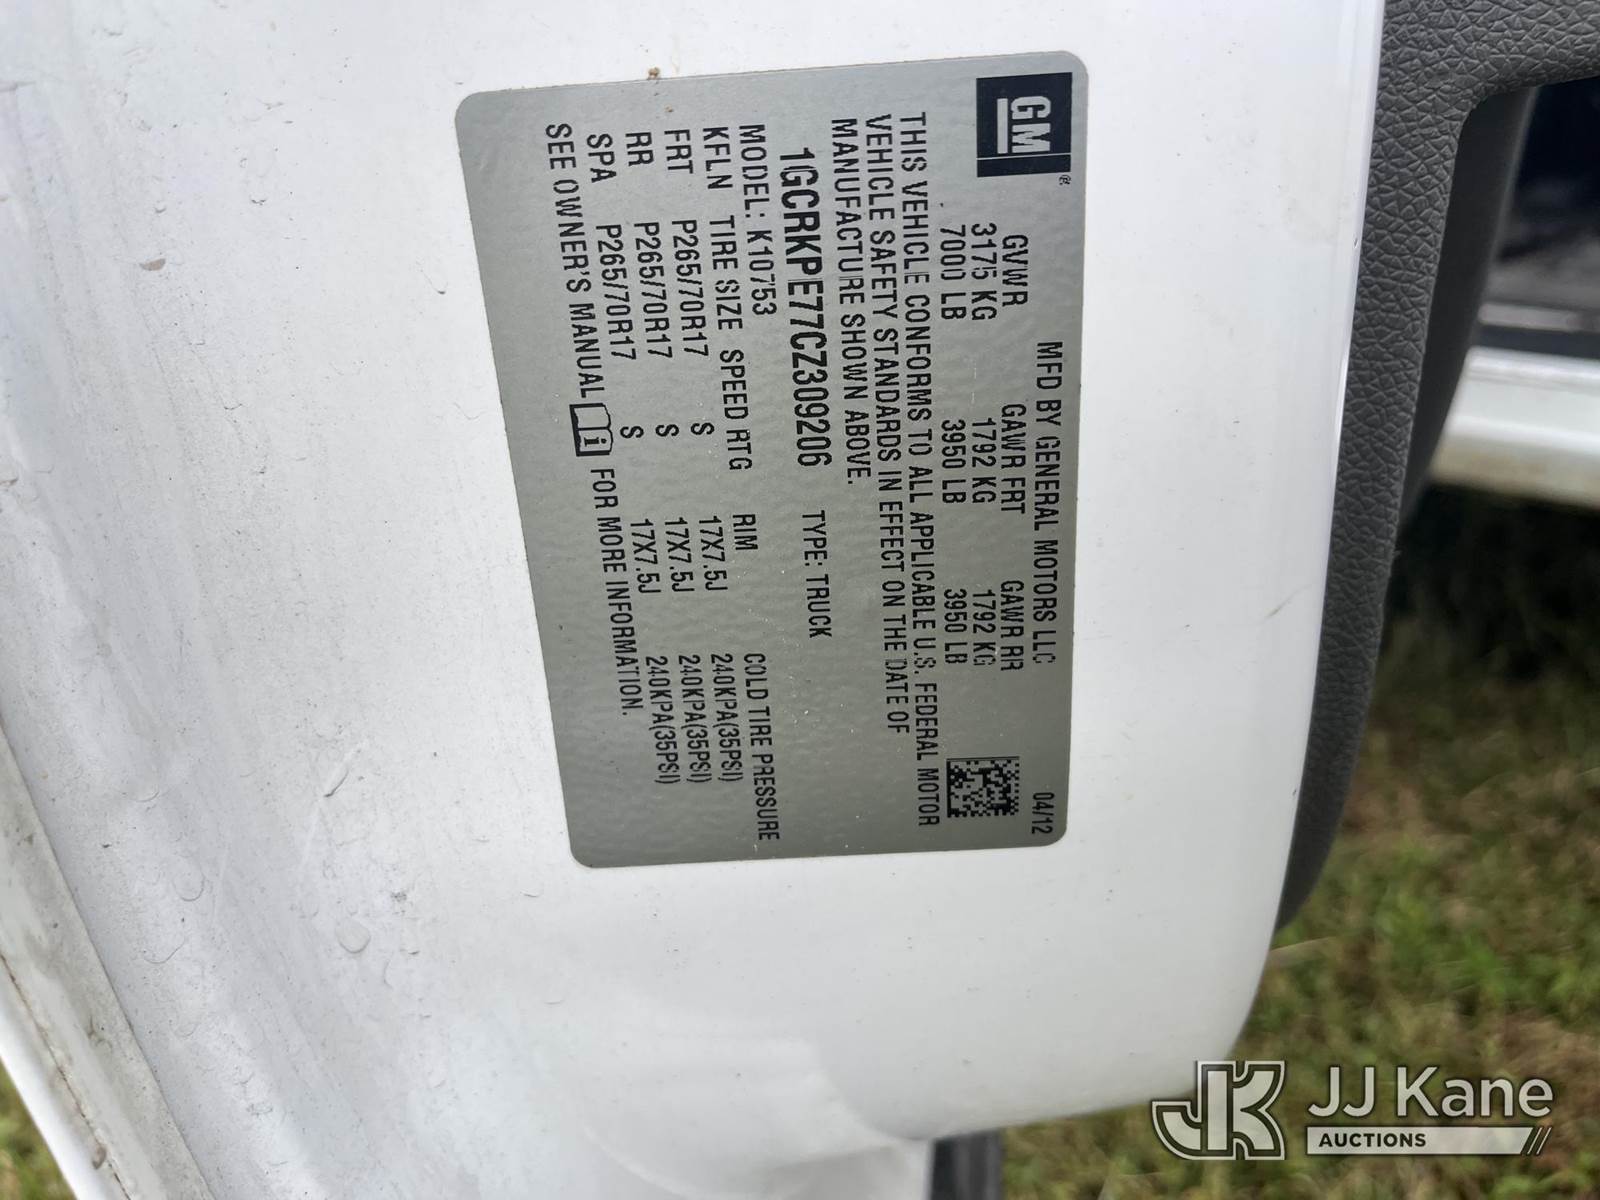 GM®
MFD BY GENERAL MOTORS LLC 04/12
GVWR GAWR FRT GAWR RR
3175 KG 1792 KG 1792 KG
7000 LB 3950 LB 3950 LB
THIS VEHICLE CONFORMS TO ALL APPLICABLE U.S. FEDERAL MOTOR
VEHICLE SAFETY STANDARDS IN EFFECT ON THE DATE OF
MANUFACTURE SHOWN ABOVE.
1GCRKPE77CZ309206 TYPE: TRUCK
MODEL: K10753
KFLN TIRE SIZE SPEED RTG RIM COLD TIRE PRESSURE
FRT P265/70R17 S 17X7.5J 240KPA(35PSI)
RR P265/70R17 S 17X7.5J 240KPA(35PSI)
SPA P265/70R17 S 17X7.5J 240KPA(35PSI)
SEE OWNER'S MANUAL i FOR MORE INFORMATION.
JK JJ Kane
AUCTIONS